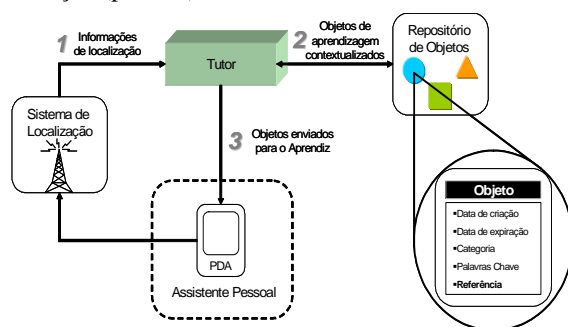 1 Informações
de localização
Tutor
2 Objetos de
aprendizagem
contextualizados
Repositório
de Objetos
Sistema de
Localização
3 Objetos enviados
para o Aprendiz
PDA
Assistente Pessoal
Objeto
▪Data de criação
▪Data de expiração
▪Categoria
▪Palavras Chave
▪Referência